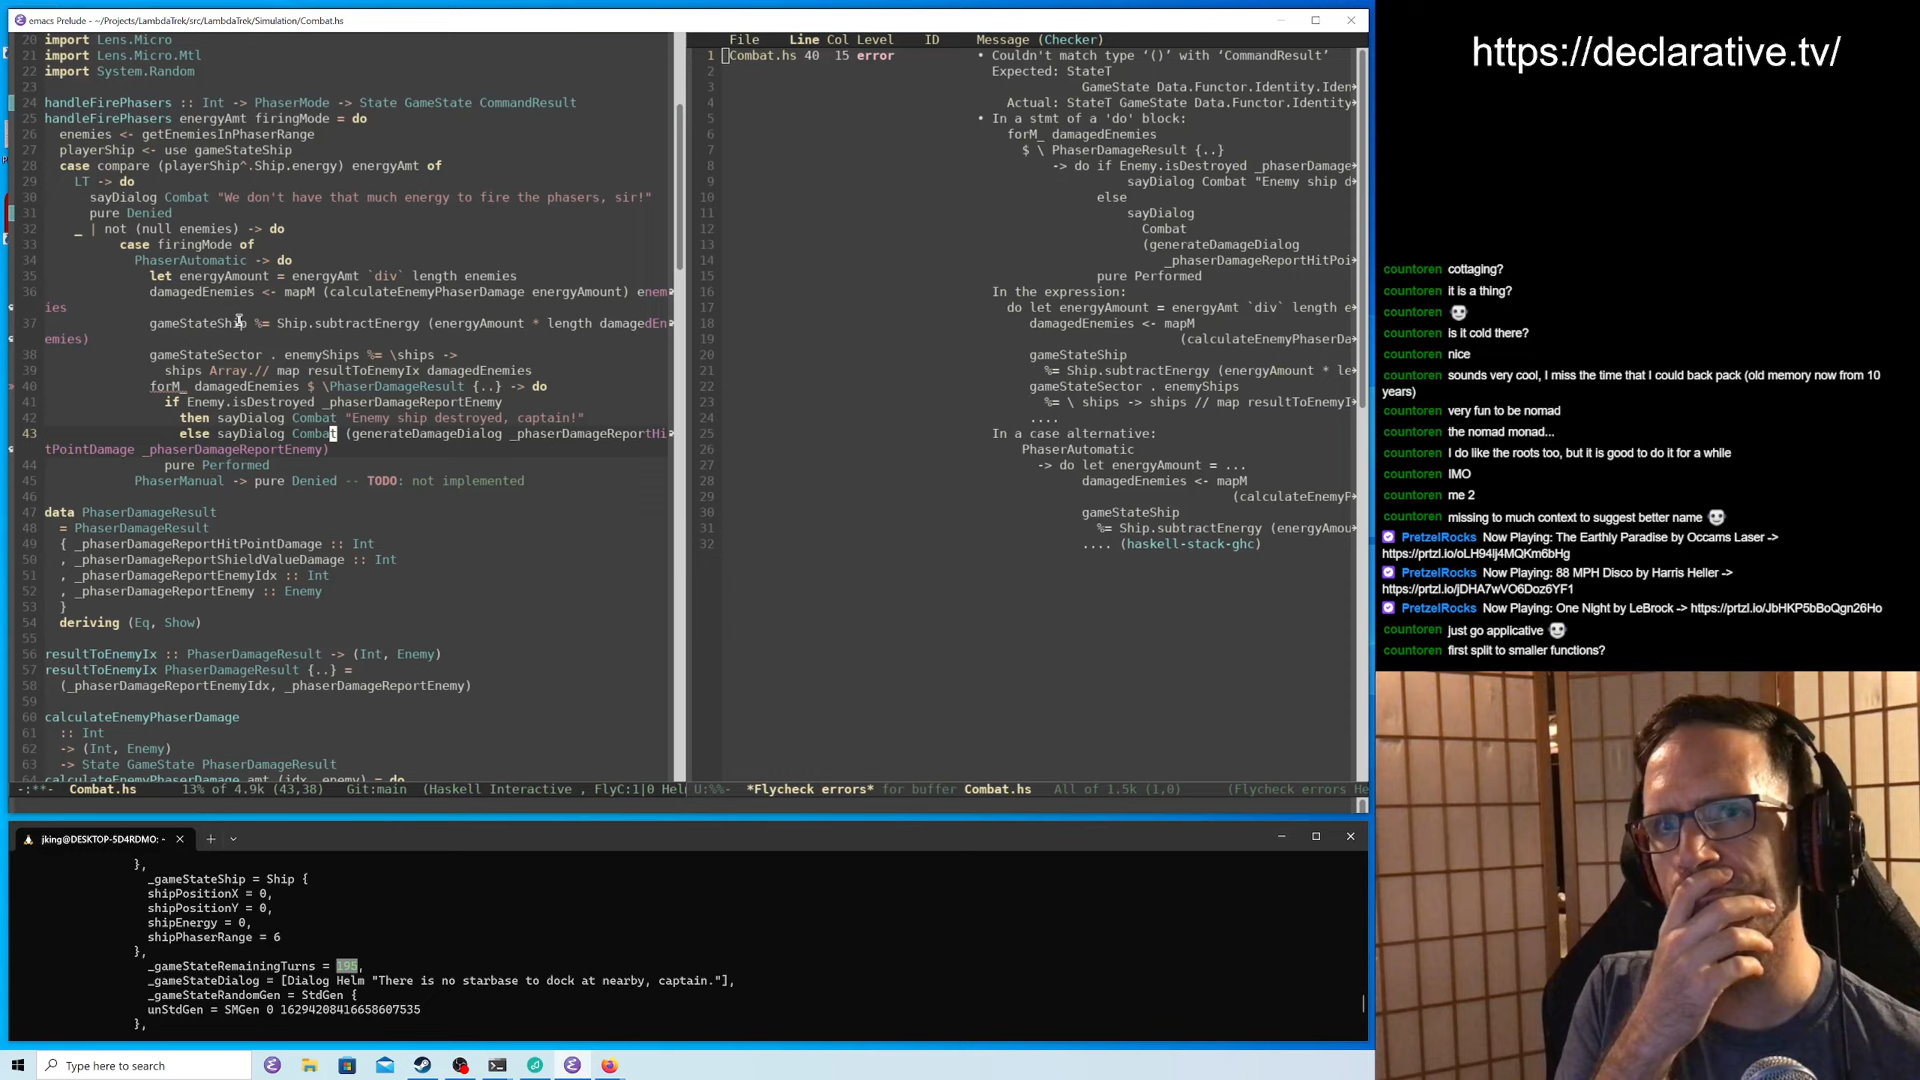 emacs Prelude - ~/Projects/LambdaTrek/src/LambdaTrek/Simulation/Combat.hs
20 import Lens.Micro
21 import Lens.Micro.Mtl
22 import System.Random
23
24 handleFirePhasers :: Int -> PhaserMode -> State GameState CommandResult
25 handleFirePhasers energyAmt firingMode = do
26 enemies <- getEnemiesInPhaserRange
27 playerShip <- use gameStateShip
28 case compare (playerShip^.Ship.energy) energyAmt of
29 LT -> do
30 sayDialog Combat "We don't have that much energy to fire the phasers, sir!"
31 pure Denied
32 _ | not (null enemies) -> do
33 case firingMode of
34 PhaserAutomatic -> do
35 let energyAmount = energyAmt `div` length enemies
36 damagedEnemies <- mapM (calculateEnemyPhaserDamage energyAmount) enem
ies
37 gameStateShip %= Ship.subtractEnergy (energyAmount * length damagedEn
emies)
38 gameStateSector . enemyShips %= \ships ->
39 ships Array.// map resultToEnemyIx damagedEnemies
40 forM_ damagedEnemies $ \PhaserDamageResult {..} -> do
41 if Enemy.isDestroyed _phaserDamageReportEnemy
42 then sayDialog Combat "Enemy ship destroyed, captain!"
43 else sayDialog Combat (generateDamageDialog _phaserDamageReportHi
tPointDamage _phaserDamageReportEnemy)
44 pure Performed
45 PhaserManual -> pure Denied -- TODO: not implemented
46
47 data PhaserDamageResult
48 = PhaserDamageResult
49 { _phaserDamageReportHitPointDamage :: Int
50 , _phaserDamageReportShieldValueDamage :: Int
51 , _phaserDamageReportEnemyIdx :: Int
52 , _phaserDamageReportEnemy :: Enemy
53 }
54 deriving (Eq, Show)
55
56 resultToEnemyIx :: PhaserDamageResult -> (Int, Enemy)
57 resultToEnemyIx PhaserDamageResult {..} =
58 (_phaserDamageReportEnemyIdx, _phaserDamageReportEnemy)
59
60 calculateEnemyPhaserDamage
61 :: Int
62 -> (Int, Enemy)
63 -> State GameState PhaserDamageResult
64 calculateEnemyPhaserDamage amt (idx, enemy) = do
-:**- Combat.hs 13% of 4.9k (43,38) Git:main (Haskell Interactive , FlyC:1|0 Hel
File Line Col Level ID Message (Checker)
1 Combat.hs 40 15 error • Couldn't match type ‘()’ with ‘CommandResult’
2 Expected: StateT
3 GameState Data.Functor.Identity.Iden
4 Actual: StateT GameState Data.Functor.Identity
5 • In a stmt of a 'do' block:
6 forM_ damagedEnemies
7 $ \ PhaserDamageResult {..}
8 -> do if Enemy.isDestroyed _phaserDamage
9 sayDialog Combat "Enemy ship d
10 else
11 sayDialog
12 Combat
13 (generateDamageDialog
14 _phaserDamageReportHitPoi
15 pure Performed
16 In the expression:
17 do let energyAmount = energyAmt `div` length e
18 damagedEnemies <- mapM
19 (calculateEnemyPhaserDa
20 gameStateShip
21 %= Ship.subtractEnergy (energyAmount * le
22 gameStateSector . enemyShips
23 %= \ ships -> ships // map resultToEnemyI
24 ....
25 In a case alternative:
26 PhaserAutomatic
27 -> do let energyAmount = ...
28 damagedEnemies <- mapM
29 (calculateEnemyP
30 gameStateShip
31 %= Ship.subtractEnergy (energyAmou
32 .... (haskell-stack-ghc)
U:%%- *Flycheck errors* for buffer Combat.hs All of 1.5k (1,0) (Flycheck errors He
jking@DESKTOP-5D4RDMO: ~
},
_gameStateShip = Ship {
shipPositionX = 0,
shipPositionY = 0,
shipEnergy = 0,
shipPhaserRange = 6
},
_gameStateRemainingTurns = 195,
_gameStateDialog = [Dialog Helm "There is no starbase to dock at nearby, captain."],
_gameStateRandomGen = StdGen {
unStdGen = SMGen 0 16294208416658607535
},
Type here to search
https://declarative.tv/
countoren cottaging?
countoren it is a thing?
countoren
countoren is it cold there?
countoren nice
countoren sounds very cool, I miss the time that I could back pack (old memory now from 10
years)
countoren very fun to be nomad
countoren the nomad monad...
countoren I do like the roots too, but it is good to do it for a while
countoren IMO
countoren me 2
countoren missing to much context to suggest better name
PretzelRocks Now Playing: The Earthly Paradise by Occams Laser ->
https://prtzl.io/oLH94lj4MQKm6bHg
PretzelRocks Now Playing: 88 MPH Disco by Harris Heller ->
https://prtzl.io/jDHA7wVO6Doz6YF1
PretzelRocks Now Playing: One Night by LeBrock -> https://prtzl.io/JbHKP5bBoQgn26Ho
countoren just go applicative
countoren first split to smaller functions?